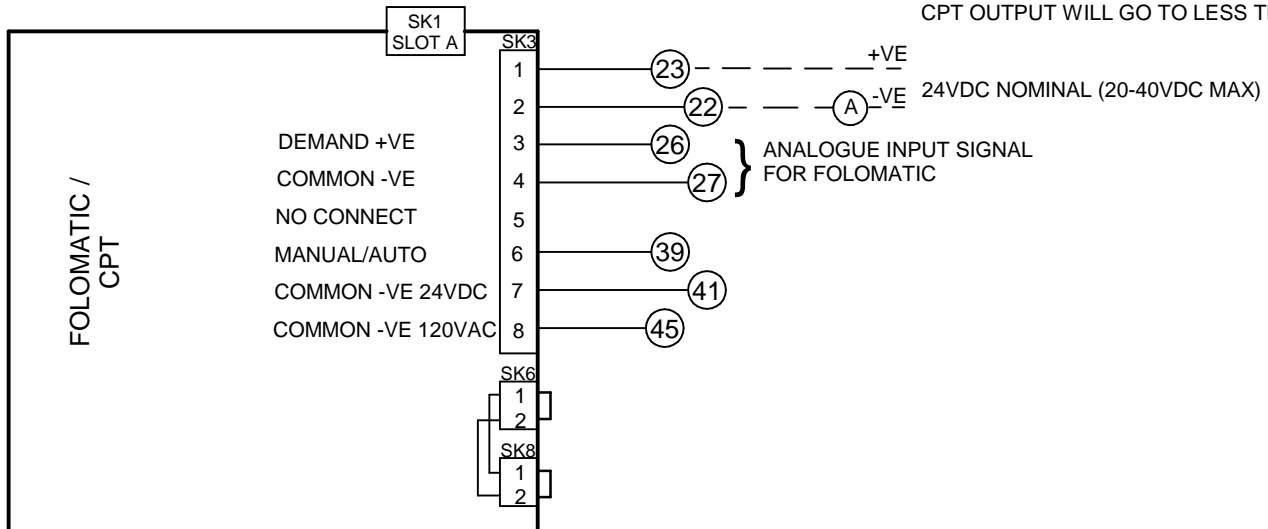 CPT OUTPUT WILL GO TO LESS
SK1
SLOT A
SK3
1
23
+VE
2
22
A
-VE
24VDC NOMINAL (20-40VDC MAX)
DEMAND +VE
3
26
ANALOGUE INPUT SIGNAL
FOR FOLOMATIC
COMMON -VE
4
27
NO CONNECT
5
MANUAL/AUTO
6
39
COMMON -VE 24VDC
7
41
COMMON -VE 120VAC
8
45
FOLOMATIC /
CPT
SK6
1
2
SK8
1
2